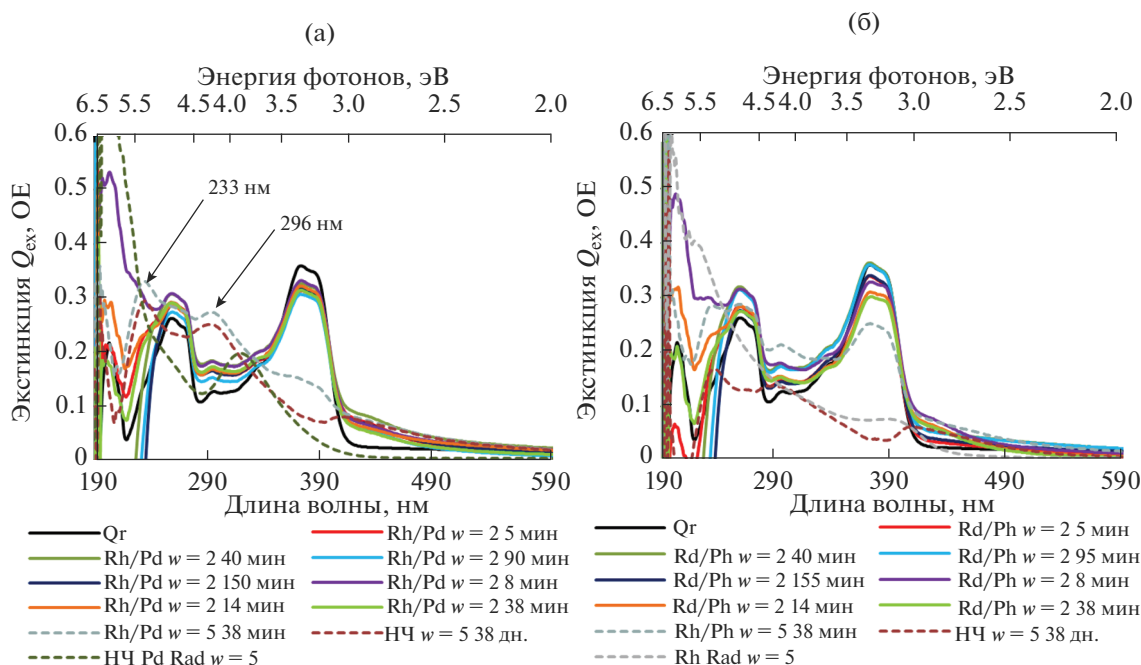 (а)
Энергия фотонов, эВ
6.5 5.5 4.5 4.0 3.5 3.0 2.5 2.0
0.6
0.5
0.4
0.3
0.2
0.1
0
Экстинкция Qex, ОЕ
233 нм
296 нм
190 290 390 490 590
Длина волны, нм
Qr
Rh/Pd w = 2 5 мин
Rh/Pd w = 2 40 мин
Rh/Pd w = 2 90 мин
Rh/Pd w = 2 150 мин
Rh/Pd w = 2 8 мин
Rh/Pd w = 2 14 мин
Rh/Pd w = 2 38 мин
Rh/Pd w = 5 38 мин
НЧ w = 5 38 дн.
НЧ Pd Rad w = 5
(б)
Энергия фотонов, эВ
6.5 5.5 4.5 4.0 3.5 3.0 2.5 2.0
0.6
0.5
0.4
0.3
0.2
0.1
0
Экстинкция Qex, ОЕ
190 290 390 490 590
Длина волны, нм
Qr
Rd/Ph w = 2 5 мин
Rd/Ph w = 2 40 мин
Rd/Ph w = 2 95 мин
Rd/Ph w = 2 155 мин
Rd/Ph w = 2 8 мин
Rd/Ph w = 2 14 мин
Rd/Ph w = 2 38 мин
Rh/Ph w = 5 38 мин
НЧ w = 5 38 дн.
Rh Rad w = 5